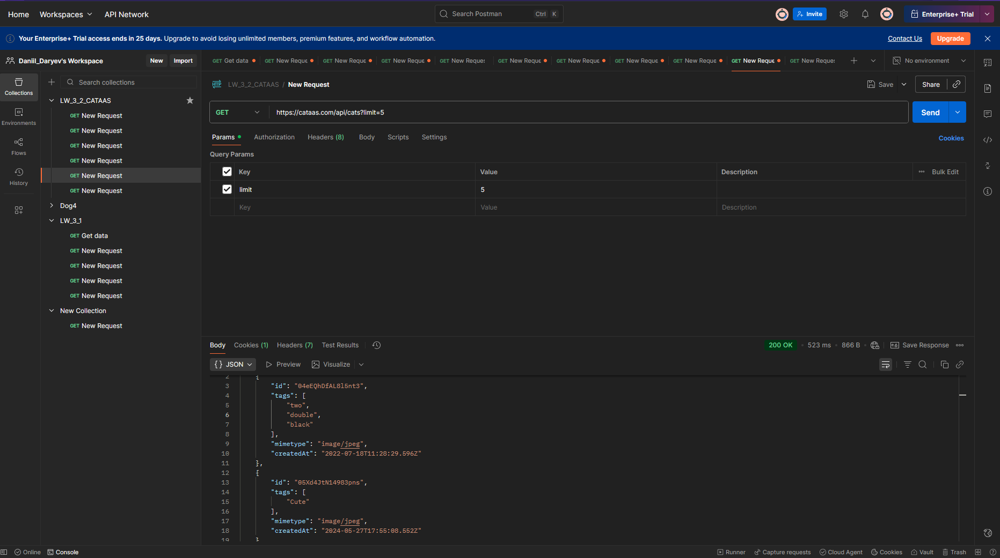 Home
Workspaces
API Network
Search Postman
Ctrl K
Invite
Enterprise+ Trial
Your Enterprise+ Trial access ends in 25 days. Upgrade to avoid losing unlimited members, premium features, and workflow automation.
Contact Us
Upgrade
Daniil_Daryev's Workspace
New
Import
GET Get data
GET New Reque
GET New Reque
GET New Reque
GET New Reques
GET New Reque
GET New Reque
GET New Reque
GET New Reque
GET New Reque
GET New Reques
No environment
Collections
Environments
Flows
History
Search collections
LW_3_2_CATAAS
GET New Request
GET New Request
GET New Request
GET New Request
GET New Request
GET New Request
Dog4
LW_3_1
GET Get data
GET New Request
GET New Request
GET New Request
GET New Request
New Collection
GET New Request
HTTP LW_3_2_CATAAS / New Request
Save
Share
GET
https://cataas.com/api/cats?limit=5
Send
Params
Authorization
Headers (8)
Body
Scripts
Settings
Cookies
Query Params
Key Value Description Bulk Edit
limit 5
Key Value Description
Body
Cookies (1)
Headers (7)
Test Results
200 OK
523 ms
866 B
e.g. Save Response
{} JSON
Preview
Visualize
2 {
3 "id": "04eEQhDfAL8l5nt3",
4 "tags": [
5 "two",
6 "double",
7 "black"
8 ],
9 "mimetype": "image/jpeg",
10 "createdAt": "2022-07-18T11:28:29.596Z"
11 },
12 {
13 "id": "05Xd4JtN14983pns",
14 "tags": [
15 "Cute"
16 ],
17 "mimetype": "image/jpeg",
18 "createdAt": "2024-05-27T17:55:08.552Z"
19 }
Online
Console
Runner
Capture requests
Cloud Agent
Cookies
Vault
Trash